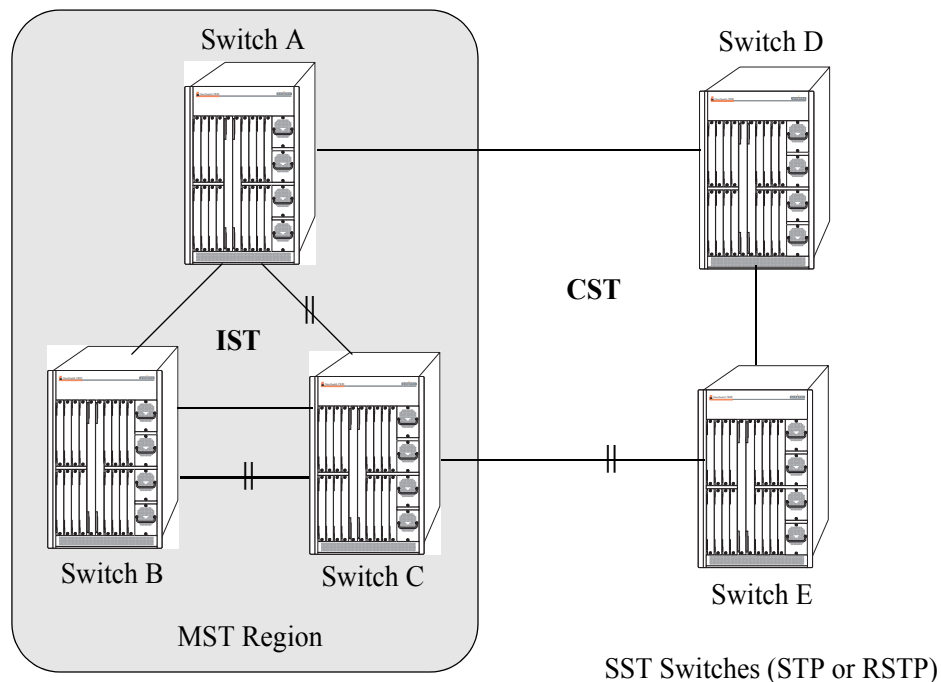 Switch A
Switch D
CST
IST
Switch B
Switch C
Switch E
MST Region
SST Switches (STP or RSTP)